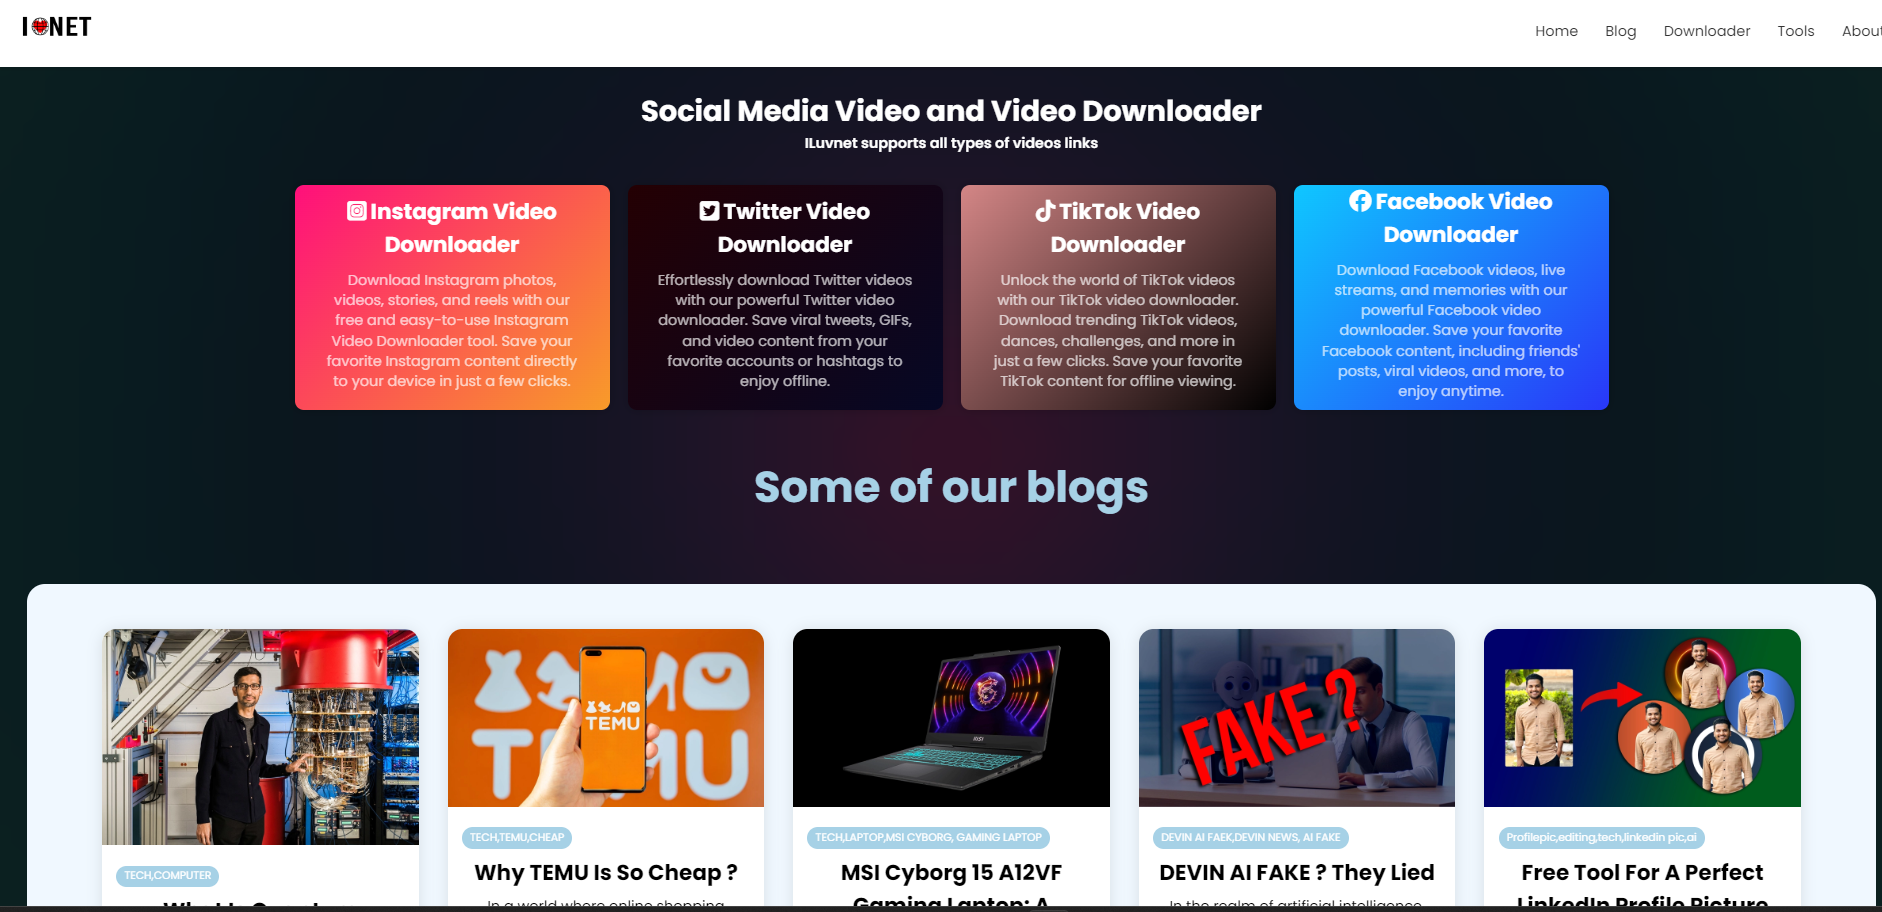 I NET
Home Blog Downloader Tools About
Social Media Video and Video Downloader
ILuvnet supports all types of videos links
Instagram Video
Downloader
Download Instagram photos,
videos, stories, and reels with our
free and easy-to-use Instagram
Video Downloader tool. Save your
favorite Instagram content directly
to your device in just a few clicks.
Twitter Video
Downloader
Effortlessly download Twitter videos
with our powerful Twitter video
downloader. Save viral tweets, GIFs,
and video content from your
favorite accounts or hashtags to
enjoy offline.
TikTok Video
Downloader
Unlock the world of TikTok videos
with our TikTok video downloader.
Download trending TikTok videos,
dances, challenges, and more in
just a few clicks. Save your favorite
TikTok content for offline viewing.
Facebook Video
Downloader
Download Facebook videos, live
streams, and memories with our
powerful Facebook video
downloader. Save your favorite
Facebook content, including friends'
posts, viral videos, and more, to
enjoy anytime.
Some of our blogs
TECH,COMPUTER
TEMU
TECH,TEMU,CHEAP
Why TEMU Is So Cheap ?
In a world where online shopping
msi
TECH,LAPTOP,MSI CYBORG, GAMING LAPTOP
MSI Cyborg 15 A12VF
Gaming Laptop: A
FAKE ?
DEVIN AI FAEK,DEVIN NEWS, AI FAKE
DEVIN AI FAKE ? They Lied
In the realm of artificial intelligence
Profilepic,editing,tech,linkedin pic,ai
Free Tool For A Perfect
LinkedIn Profile Picture